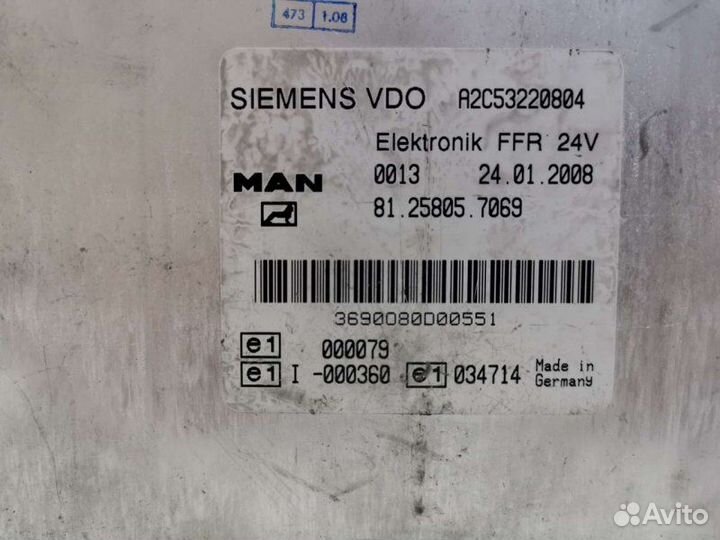 473 1.08
SIEMENS VDO A2C53220804
Elektronik FFR 24V
MAN 0013 24.01.2008
81.25805.7069
3690080D00551
e1 000079
e1 I -000360 e1 034714 Made in
Germany
Avito